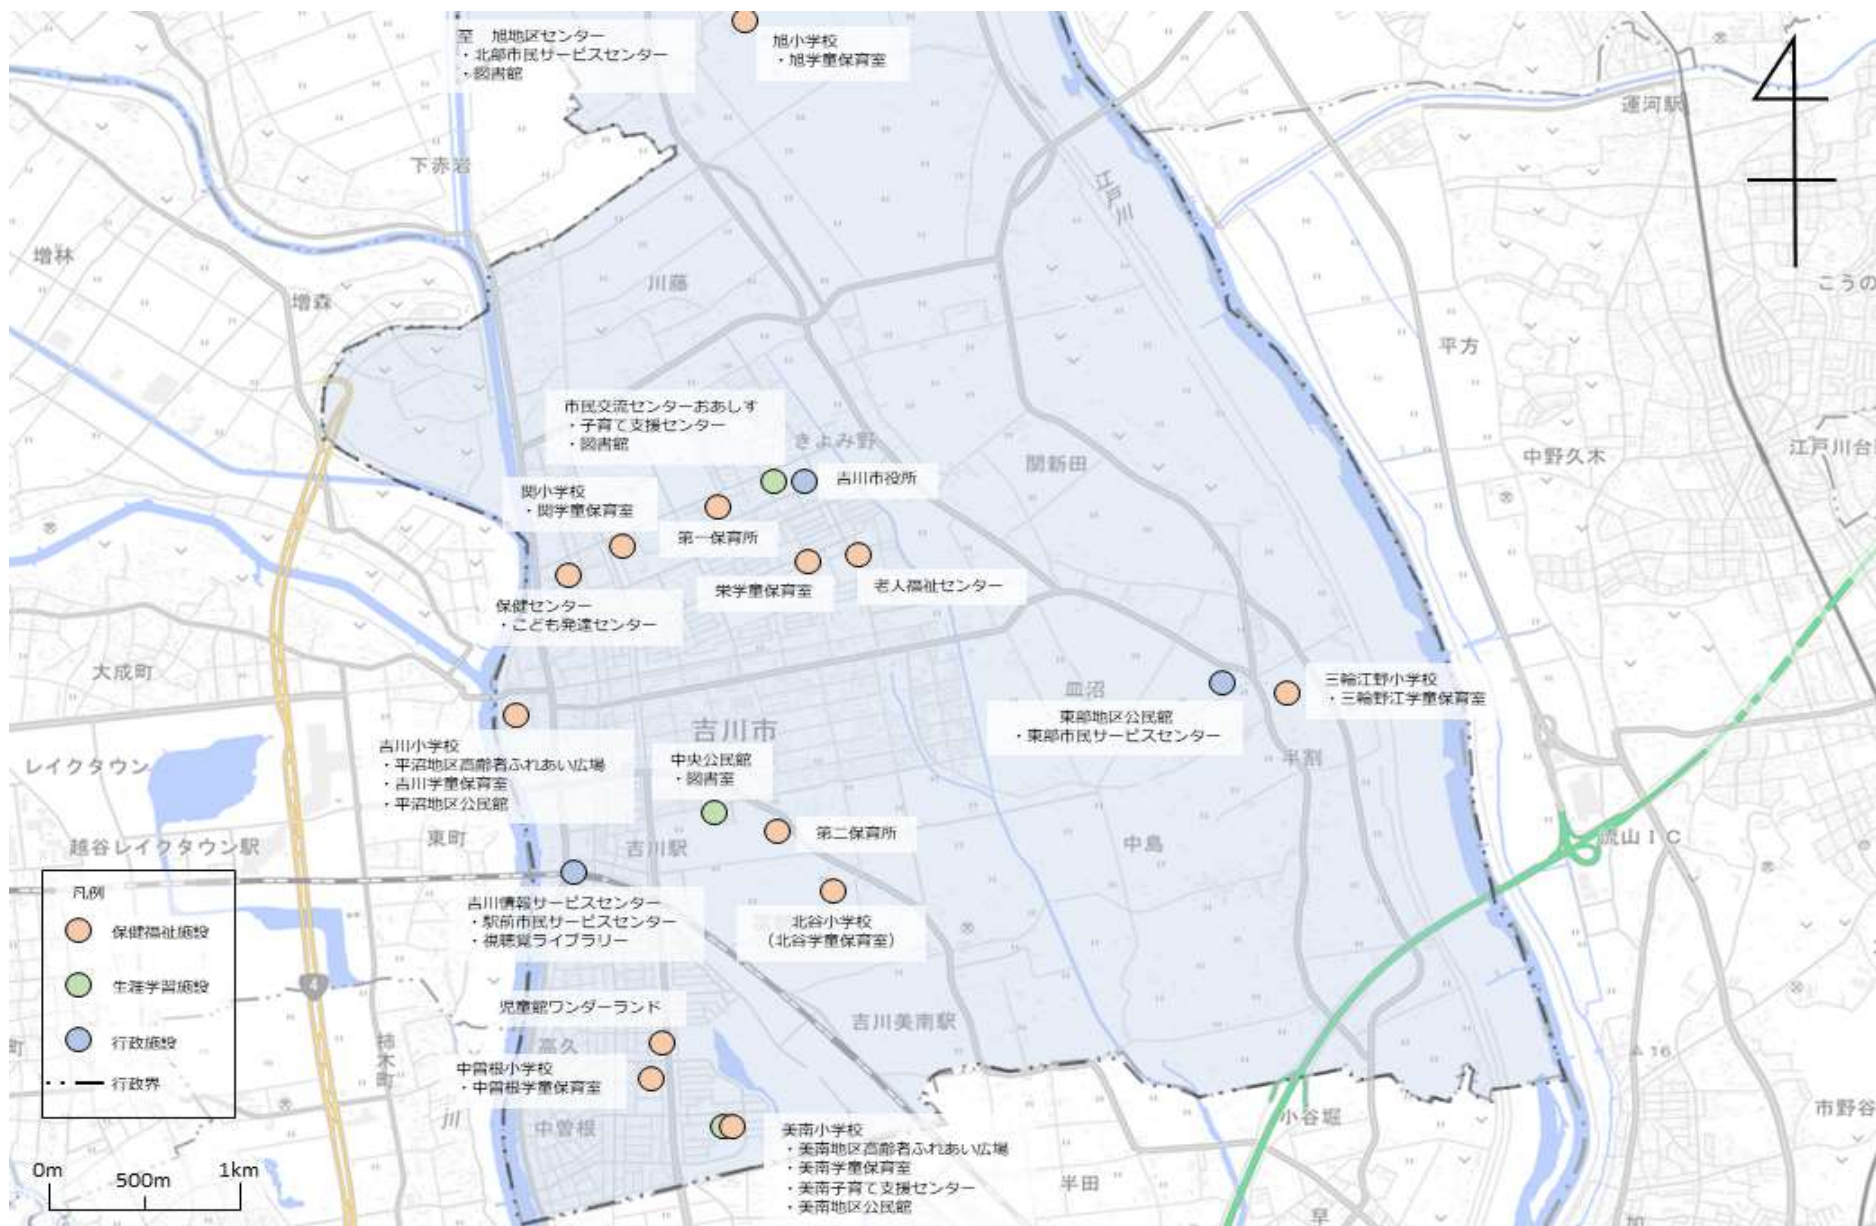 至　旭地区センター
・北部市民サービスセンター
・図書館
旭小学校
・旭学童保育室
運河駅
下赤岩
江戸川
増林
川藤
増森
こうの
平方
市民交流センターおあしす
・子育て支援センター
・図書館
きよみ野
関新田
中野久木
江戸川台
吉川市役所
関小学校
・関学童保育室
第一保育所
栄学童保育室
老人福祉センター
保健センター
・こども発達センター
大成町
皿沼
三輪江野小学校
・三輪野江学童保育室
東部地区公民館
・東部市民サービスセンター
吉川市
吉川小学校
・平沼地区高齢者ふれあい広場
・吉川学童保育室
・平沼地区公民館
中央公民館
・図書室
半割
レイクタウン
東町
越谷レイクタウン駅
吉川駅
第二保育所
中島
流山IC
吉川情報サービスセンター
・駅前市民サービスセンター
・視聴覚ライブラリー
北谷小学校
（北谷学童保育室）
凡例
保健福祉施設
生涯学習施設
行政施設
行政界
4
児童館ワンダーランド
吉川美南駅
高久
柿木町
町
16
中曽根小学校
・中曽根学童保育室
川
中曽根
小谷堀
市野谷
美南小学校
・美南地区高齢者ふれあい広場
・美南学童保育室
・美南子育て支援センター
・美南地区公民館
半田
0m
500m
1km
早
加
4